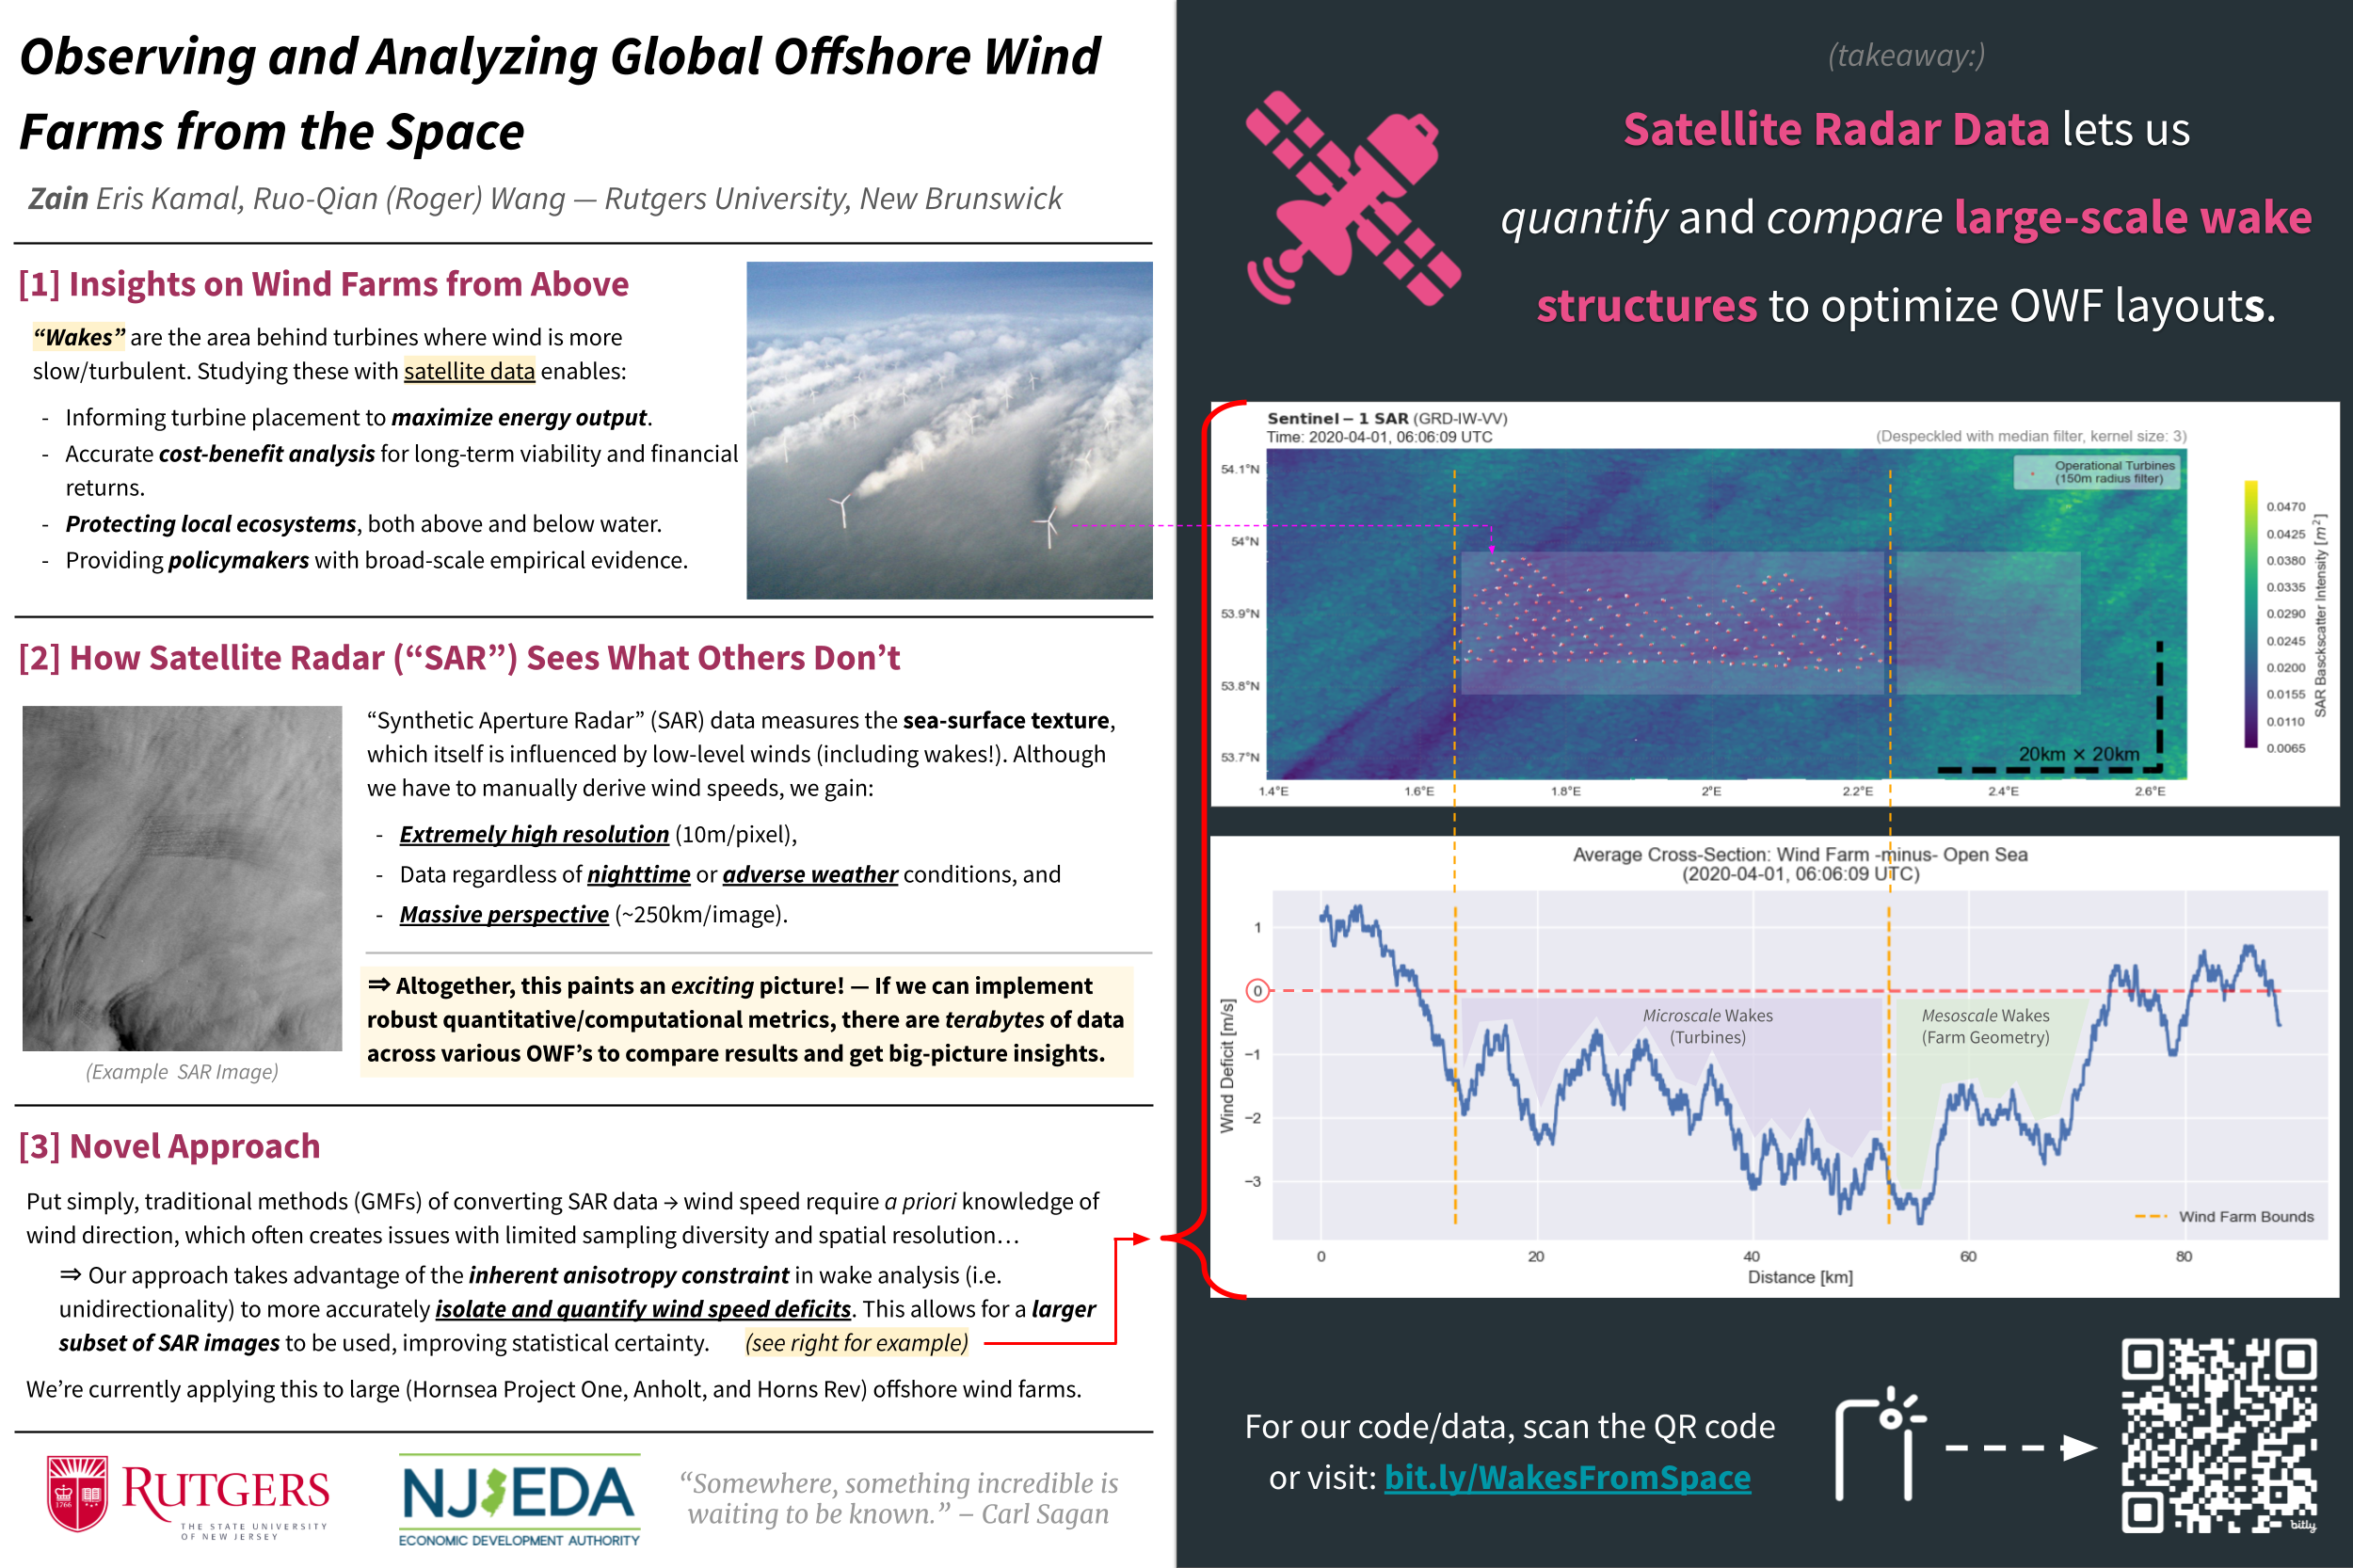 Observing and Analyzing Global Offshore Wind
Farms from the Space
Zain Eris Kamal, Ruo-Qian (Roger) Wang — Rutgers University, New Brunswick
[1] Insights on Wind Farms from Above
“Wakes” are the area behind turbines where wind is more
slow/turbulent. Studying these with satellite data enables:
- Informing turbine placement to maximize energy output.
- Accurate cost-benefit analysis for long-term viability and financial
returns.
- Protecting local ecosystems, both above and below water.
- Providing policymakers with broad-scale empirical evidence.
[2] How Satellite Radar (“SAR”) Sees What Others Don’t
(Example SAR Image)
“Synthetic Aperture Radar” (SAR) data measures the sea-surface texture,
which itself is influenced by low-level winds (including wakes!). Although
we have to manually derive wind speeds, we gain:
- Extremely high resolution (10m/pixel),
- Data regardless of nighttime or adverse weather conditions, and
- Massive perspective (~250km/image).
⇒ Altogether, this paints an exciting picture! — If we can implement
robust quantitative/computational metrics, there are terabytes of data
across various OWF’s to compare results and get big-picture insights.
[3] Novel Approach
Put simply, traditional methods (GMFs) of converting SAR data → wind speed require a priori knowledge of
wind direction, which often creates issues with limited sampling diversity and spatial resolution…
⇒ Our approach takes advantage of the inherent anisotropy constraint in wake analysis (i.e.
unidirectionality) to more accurately isolate and quantify wind speed deficits. This allows for a larger
subset of SAR images to be used, improving statistical certainty. (see right for example)
We’re currently applying this to large (Hornsea Project One, Anholt, and Horns Rev) offshore wind farms.
1766
RUTGERS
THE STATE UNIVERSITY
OF NEW JERSEY
NJEDA
ECONOMIC DEVELOPMENT AUTHORITY
“Somewhere, something incredible is
waiting to be known.” – Carl Sagan
(takeaway:)
Satellite Radar Data lets us
quantify and compare large-scale wake
structures to optimize OWF layouts.
Sentinel – 1 SAR (GRD-IW-VV)
Time: 2020-04-01, 06:06:09 UTC
(Despeckled with median filter, kernel size: 3)
Operational Turbines
(150m radius filter)
54.1°N
54°N
53.9°N
53.8°N
53.7°N
20km × 20km
1.4°E 1.6°E 1.8°E 2°E 2.2°E 2.4°E 2.6°E
0.0470
0.0425
0.0380
0.0335
0.0290
0.0245
0.0200
0.0155
0.0110
0.0065
SAR Bascksscatter Intensity [m²]
Average Cross-Section: Wind Farm -minus- Open Sea
(2020-04-01, 06:06:09 UTC)
Wind Deficit [m/s]
1
0
−1
−2
−3
Microscale Wakes
(Turbines)
Mesoscale Wakes
(Farm Geometry)
Wind Farm Bounds
0 20 40 60 80
Distance [km]
For our code/data, scan the QR code
or visit: bit.ly/WakesFromSpace
bitly